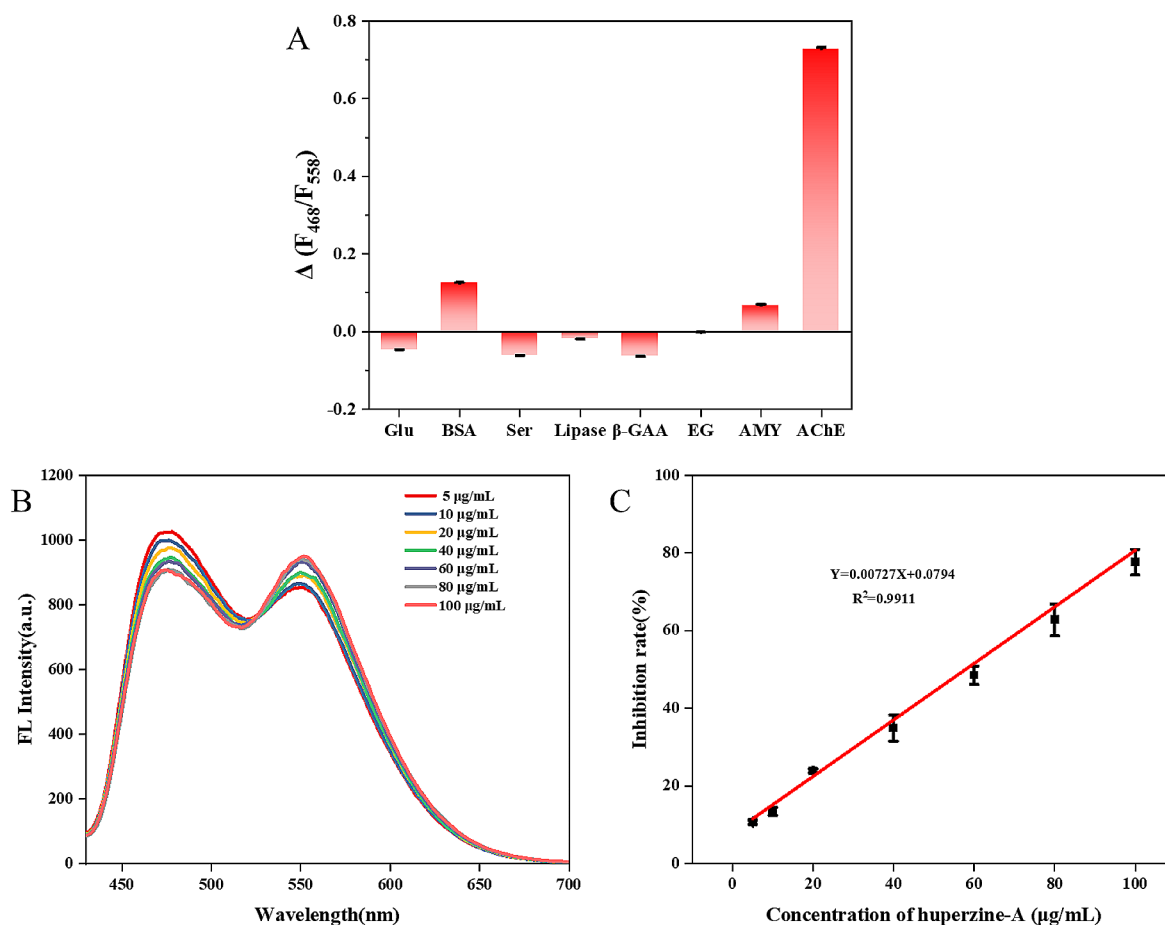 A
0.8
0.6
0.4
0.2
0.0
-0.2
Δ (F468/F558)
Glu BSA Ser Lipase β-GAA EG AMY AChE
B
1200
1000
800
600
400
200
0
FL Intensity(a.u.)
5 μg/mL
10 μg/mL
20 μg/mL
40 μg/mL
60 μg/mL
80 μg/mL
100 μg/mL
450 500 550 600 650 700
Wavelength(nm)
C
100
80
60
40
20
0
Inhibition rate(%)
Y=0.00727X+0.0794
R²=0.9911
0 20 40 60 80 100
Concentration of huperzine-A (μg/mL)